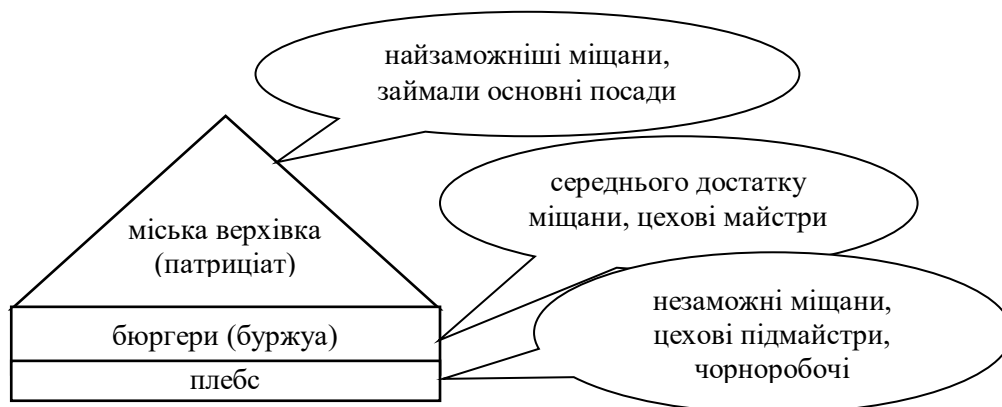 найзаможніші міщани,
займали основні посади
середнього достатку
міщани, цехові майстри
міська верхівка
(патриціат)
незаможні міщани,
цехові підмайстри,
чорноробочі
бюргери (буржуа)
плебс